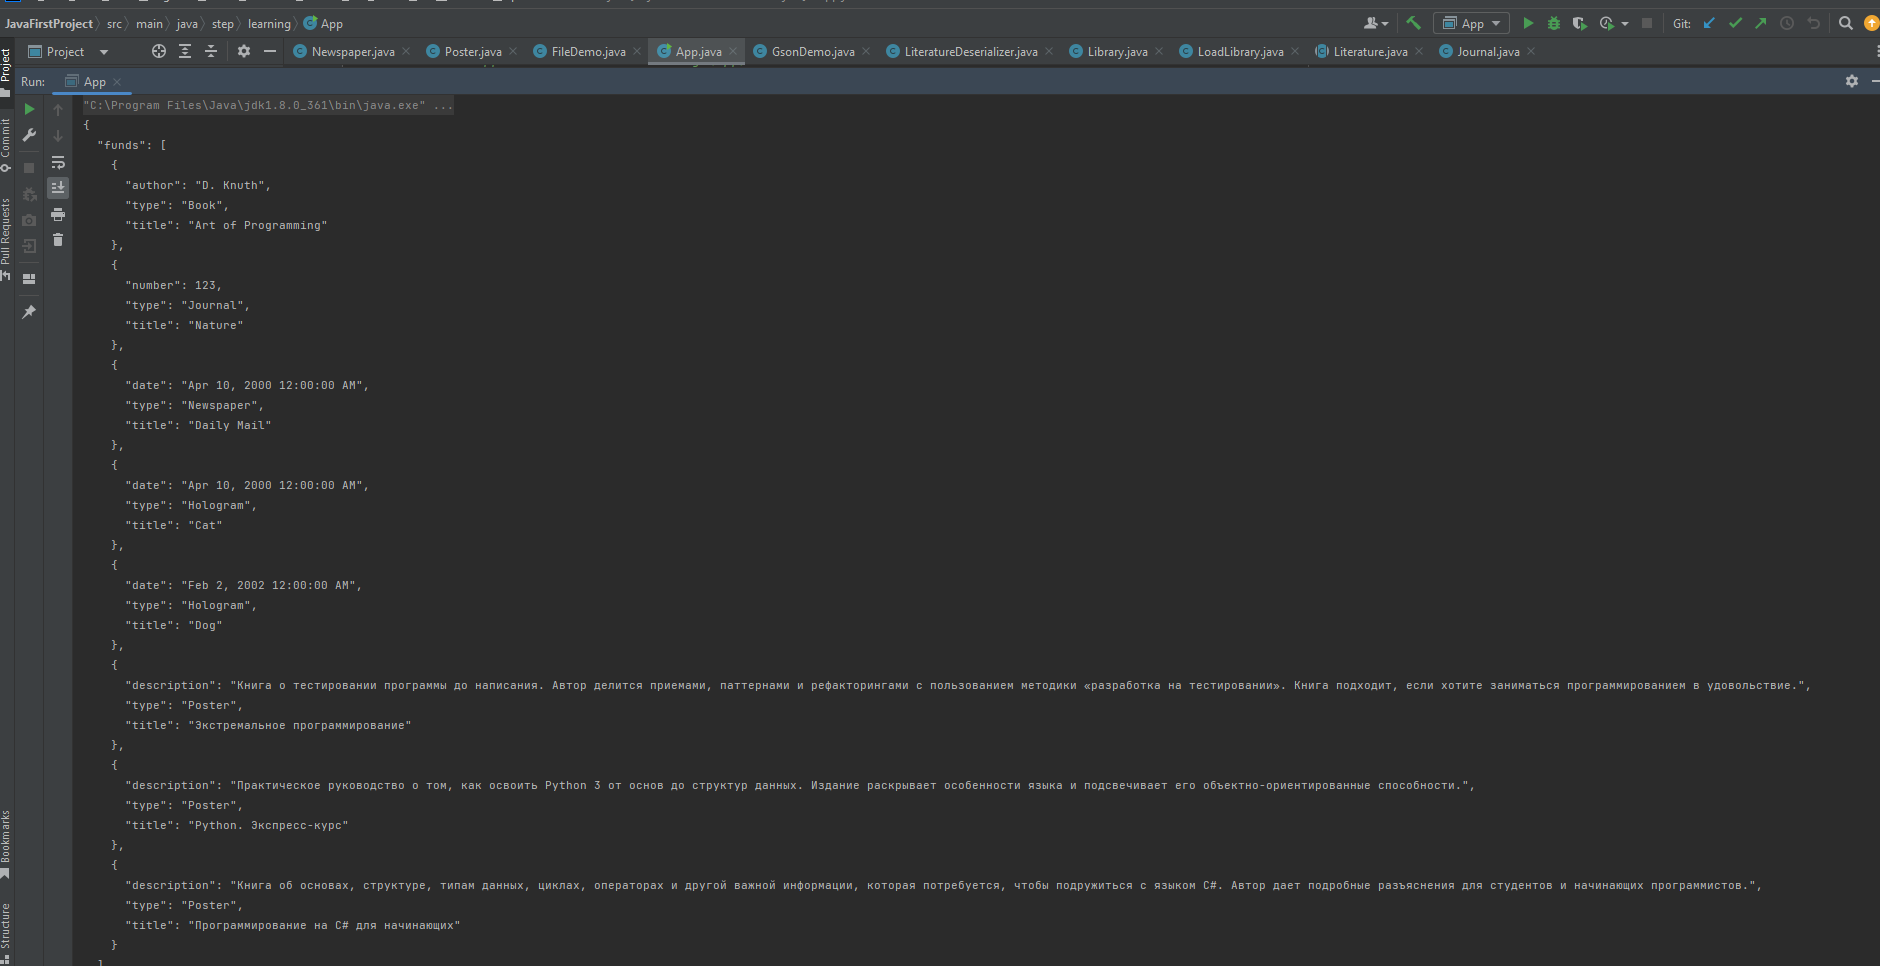 JavaFirstProject src main java step learning App
App Git:
Project Newspaper.java Poster.java FileDemo.java App.java GsonDemo.java LiteratureDeserializer.java Library.java LoadLibrary.java Literature.java Journal.java
Run: App
"C:\Program Files\Java\jdk1.8.0_361\bin\java.exe" ...
{
"funds": [
{
"author": "D. Knuth",
"type": "Book",
"title": "Art of Programming"
},
{
"number": 123,
"type": "Journal",
"title": "Nature"
},
{
"date": "Apr 10, 2000 12:00:00 AM",
"type": "Newspaper",
"title": "Daily Mail"
},
{
"date": "Apr 10, 2000 12:00:00 AM",
"type": "Hologram",
"title": "Cat"
},
{
"date": "Feb 2, 2002 12:00:00 AM",
"type": "Hologram",
"title": "Dog"
},
{
"description": "Книга о тестировании программы до написания. Автор делится приемами, паттернами и рефакторингами с пользованием методики «разработка на тестировании». Книга подходит, если хотите заниматься программированием в удовольствие.",
"type": "Poster",
"title": "Экстремальное программирование"
},
{
"description": "Практическое руководство о том, как освоить Python 3 от основ до структур данных. Издание раскрывает особенности языка и подсвечивает его объектно-ориентированные способности.",
"type": "Poster",
"title": "Python. Экспресс-курс"
},
{
"description": "Книга об основах, структуре, типам данных, циклах, операторах и другой важной информации, которая потребуется, чтобы подружиться с языком C#. Автор дает подробные разъяснения для студентов и начинающих программистов.",
"type": "Poster",
"title": "Программирование на C# для начинающих"
}
]
Project
Commit
Pull Requests
Bookmarks
Structure